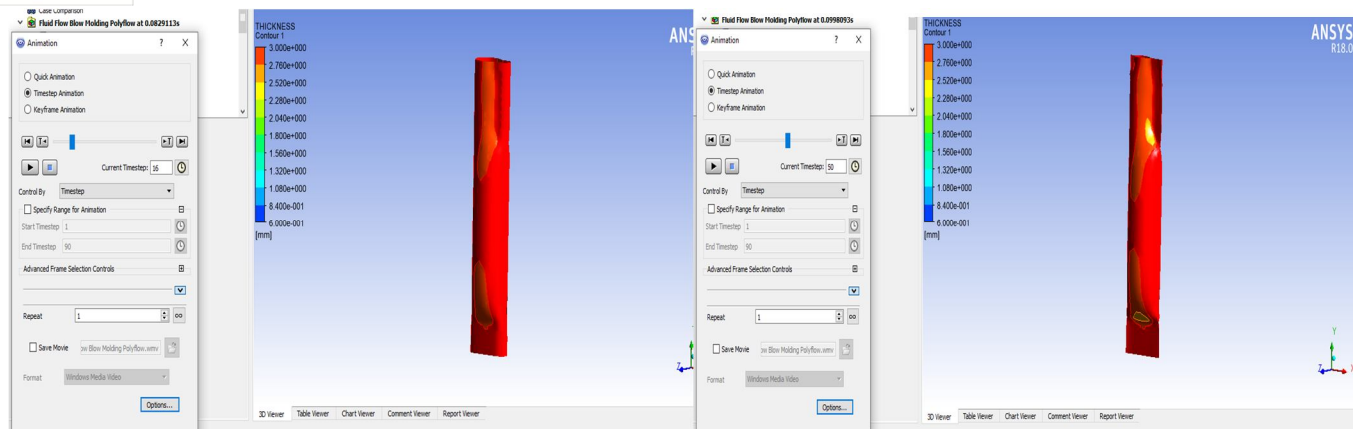 Case Comparison
Fluid Flow Blow Molding Polyflow at 0.0829113s
Animation ? X
Quick Animation
Timestep Animation
Keyframe Animation
Current Timestep: 16
Control By Timestep
Specify Range for Animation
Start Timestep 1
End Timestep 90
Advanced Frame Selection Controls
Repeat 1
Save Movie ow Blow Molding Polyflow.wmv
Format Windows Media Video
Options...
THICKNESS
Contour 1
3.000e+000
2.760e+000
2.520e+000
2.280e+000
2.040e+000
1.800e+000
1.560e+000
1.320e+000
1.080e+000
8.400e-001
6.000e-001
[mm]
ANS
Z
3D Viewer Table Viewer Chart Viewer Comment Viewer Report Viewer
Fluid Flow Blow Molding Polyflow at 0.0998093s
Animation ? X
Quick Animation
Timestep Animation
Keyframe Animation
Current Timestep: 50
Control By Timestep
Specify Range for Animation
Start Timestep 1
End Timestep 90
Advanced Frame Selection Controls
Repeat 1
Save Movie ow Blow Molding Polyflow.wmv
Format Windows Media Video
Options...
THICKNESS
Contour 1
3.000e+000
2.760e+000
2.520e+000
2.280e+000
2.040e+000
1.800e+000
1.560e+000
1.320e+000
1.080e+000
8.400e-001
6.000e-001
[mm]
ANSYS
R18.0
Y
Z X
3D Viewer Table Viewer Chart Viewer Comment Viewer Report Viewer